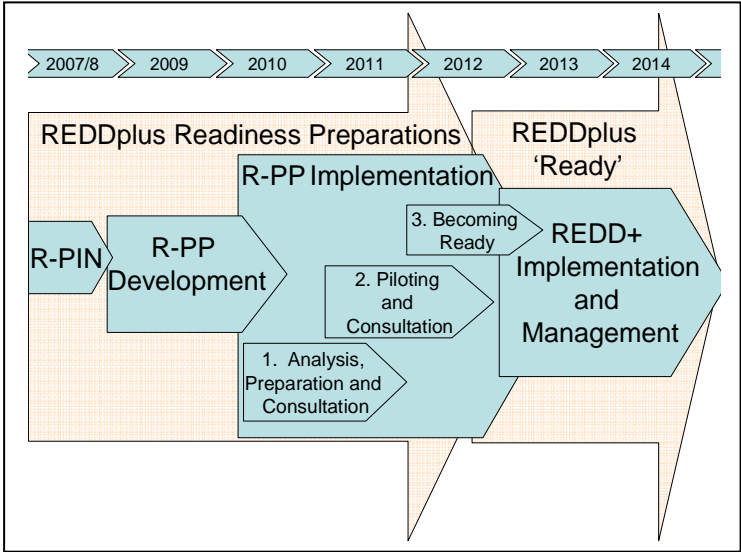 2007/8
2009
2010
2011
2012
2013
2014
REDDplus Readiness Preparations
REDDplus
'Ready'
R-PP Implementation
3. Becoming
Ready
R-PIN
R-PP
Development
REDD+
Implementation
and
Management
2. Piloting
and
Consultation
1. Analysis,
Preparation and
Consultation